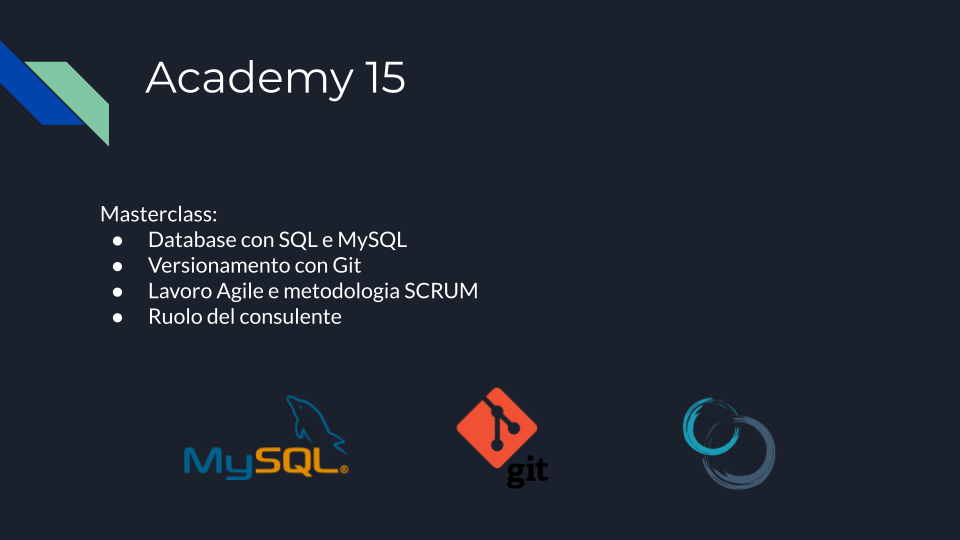 Academy 15
Masterclass:
● Database con SQL e MySQL
● Versionamento con Git
● Lavoro Agile e metodologia SCRUM
● Ruolo del consulente
MySQL®
git